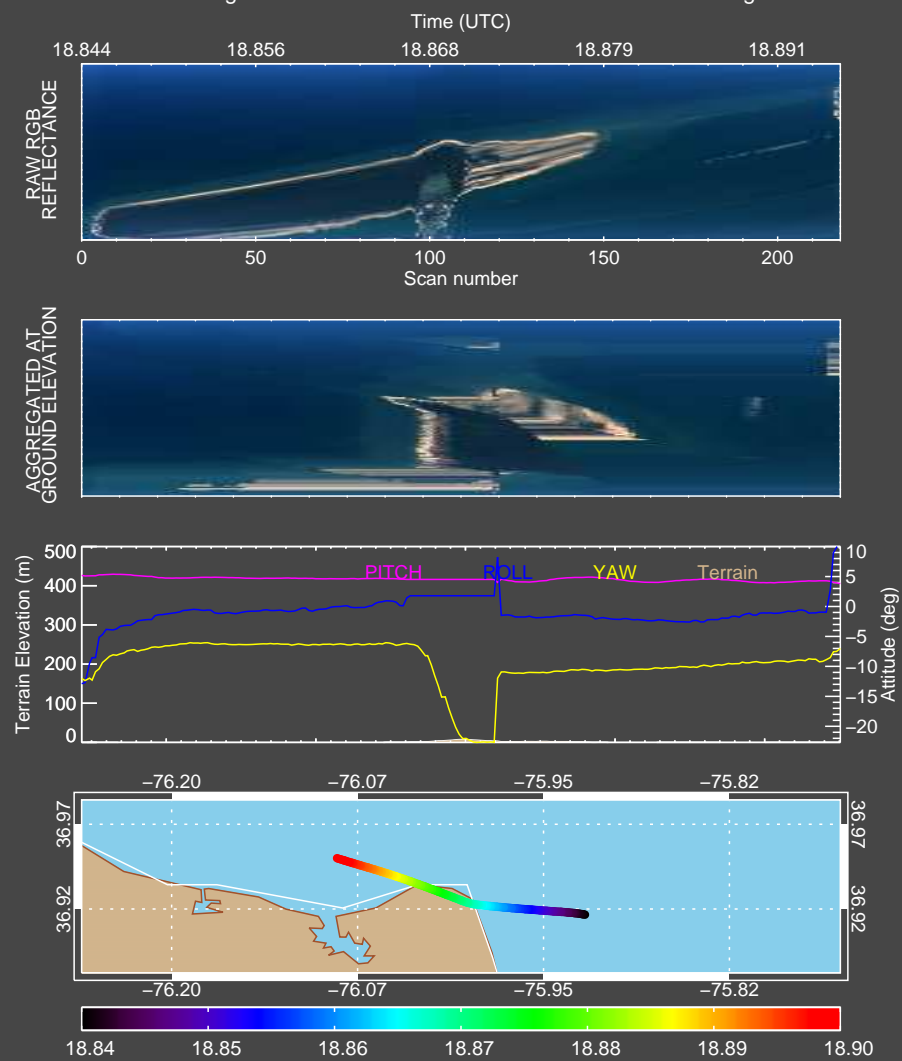 Time (UTC)
18.844 18.856 18.868 18.879 18.891
RAW RGB
REFLECTANCE
0 50 100 150 200
Scan number
AGGREGATED AT
GROUND ELEVATION
Terrain Elevation (m)
500
400
300
200
100
0
PITCH ROLL YAW Terrain
10
5
0
−5
−10
−15
−20
Attitude (deg)
−76.20 −76.07 −75.95 −75.82
36.97 36.97
36.92 36.92
−76.20 −76.07 −75.95 −75.82
18.84 18.85 18.86 18.87 18.88 18.89 18.90